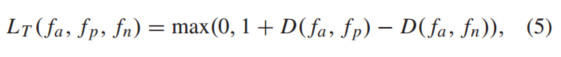 L_T(f_a, f_p, f_n) = max(0, 1 + D(f_a, f_p) − D(f_a, f_n)), (5)